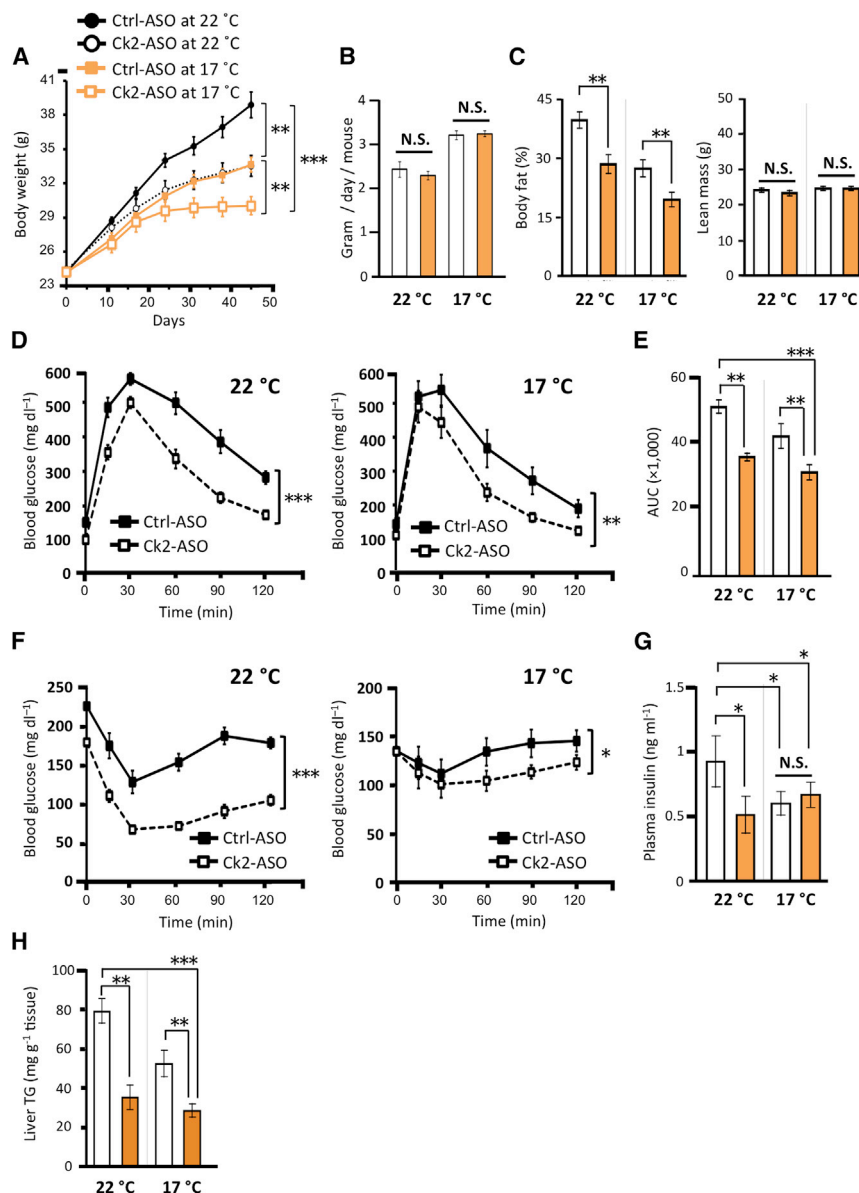 Ctrl-ASO at 22 ˚C
Ck2-ASO at 22 ˚C
Ctrl-ASO at 17 ˚C
Ck2-ASO at 17 ˚C
A
Body weight (g)
41
38
35
32
29
26
23
0 10 20 30 40 50
Days
**
**
***
B
Gram / day / mouse
4
3
2
1
0
N.S.
N.S.
22 °C 17 °C
C
Body fat (%)
45
30
15
0
**
**
22 °C 17 °C
Lean mass (g)
50
40
30
20
10
0
N.S.
N.S.
22 °C 17 °C
D
Blood glucose (mg dl⁻¹)
600
500
400
300
200
100
0
22 °C
***
Ctrl-ASO
Ck2-ASO
0 30 60 90 120
Time (min)
Blood glucose (mg dl⁻¹)
600
500
400
300
200
100
0
17 °C
**
Ctrl-ASO
Ck2-ASO
0 30 60 90 120
Time (min)
E
AUC (×1,000)
60
40
20
0
***
**
**
22 °C 17 °C
F
Blood glucose (mg dl⁻¹)
250
200
150
100
50
0
22 °C
***
Ctrl-ASO
Ck2-ASO
0 30 60 90 120
Time (min)
Blood glucose (mg dl⁻¹)
200
150
100
50
0
17 °C
*
Ctrl-ASO
Ck2-ASO
0 30 60 90 120
Time (min)
G
Plasma insulin (ng ml⁻¹)
1.5
1
0.5
0
*
*
*
N.S.
22 °C 17 °C
H
Liver TG (mg g⁻¹ tissue)
100
80
60
40
20
0
***
**
**
22 °C 17 °C